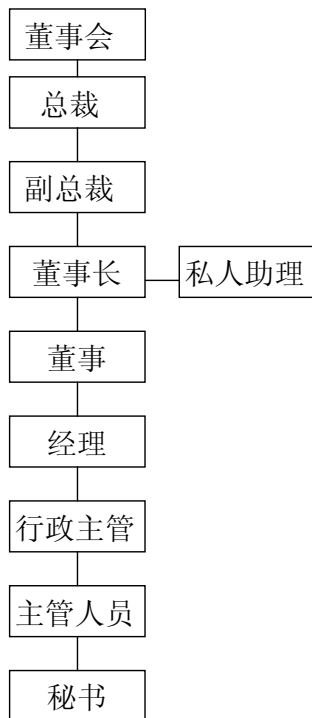 董事会
总裁
副总裁
董事长
私人助理
董事
经理
行政主管
主管人员
秘书